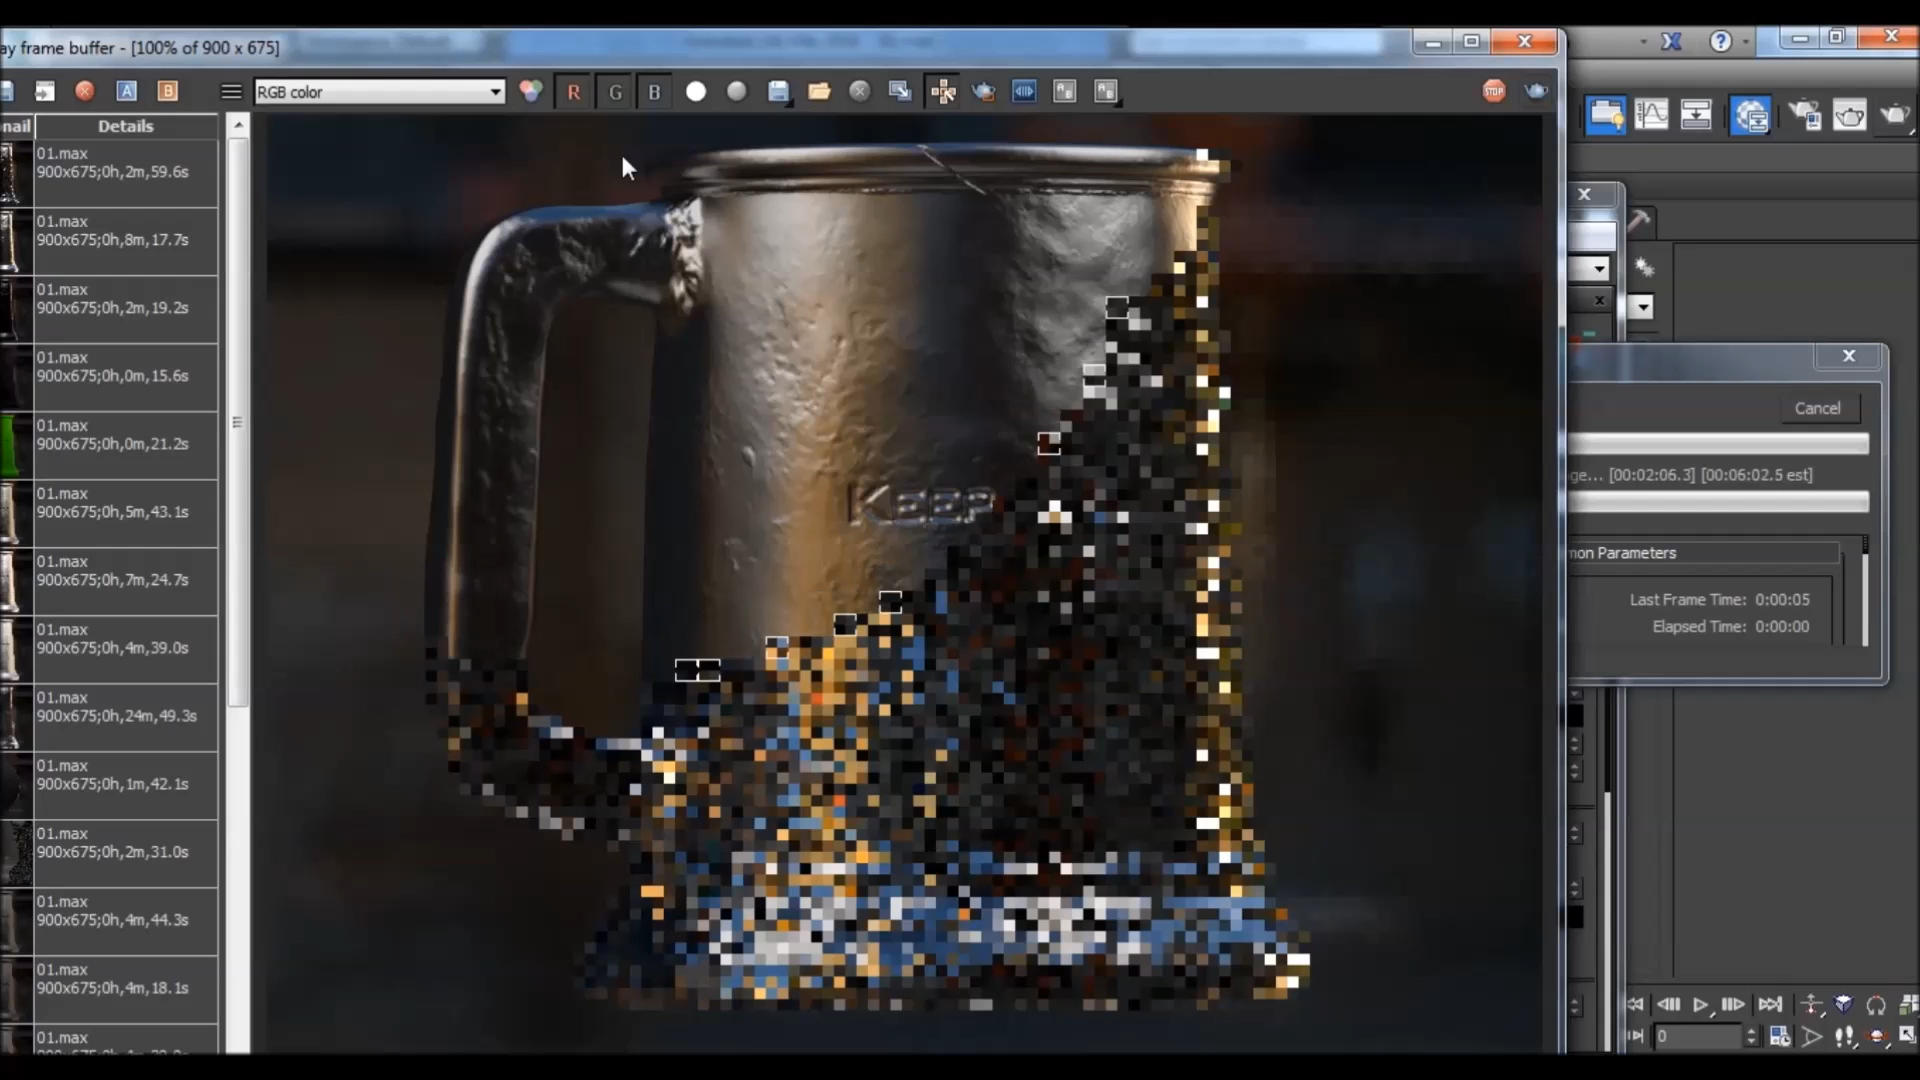 ay frame buffer - [100% of 900 x 675]
A
B
RGB color
R
G
B
STOP
?
nail
Details
01.max
900x675;0h,2m,59.6s
01.max
900x675;0h,8m,17.7s
01.max
900x675;0h,2m,19.2s
01.max
900x675;0h,0m,15.6s
01.max
900x675;0h,0m,21.2s
01.max
900x675;0h,5m,43.1s
01.max
900x675;0h,7m,24.7s
01.max
900x675;0h,4m,39.0s
01.max
900x675;0h,24m,49.3s
01.max
900x675;0h,1m,42.1s
01.max
900x675;0h,2m,31.0s
01.max
900x675;0h,4m,44.3s
01.max
900x675;0h,4m,18.1s
01.max
Keep
Cancel
ge... [00:02:06.3] [00:06:02.5 est]
mon Parameters
Last Frame Time: 0:00:05
Elapsed Time: 0:00:00
0